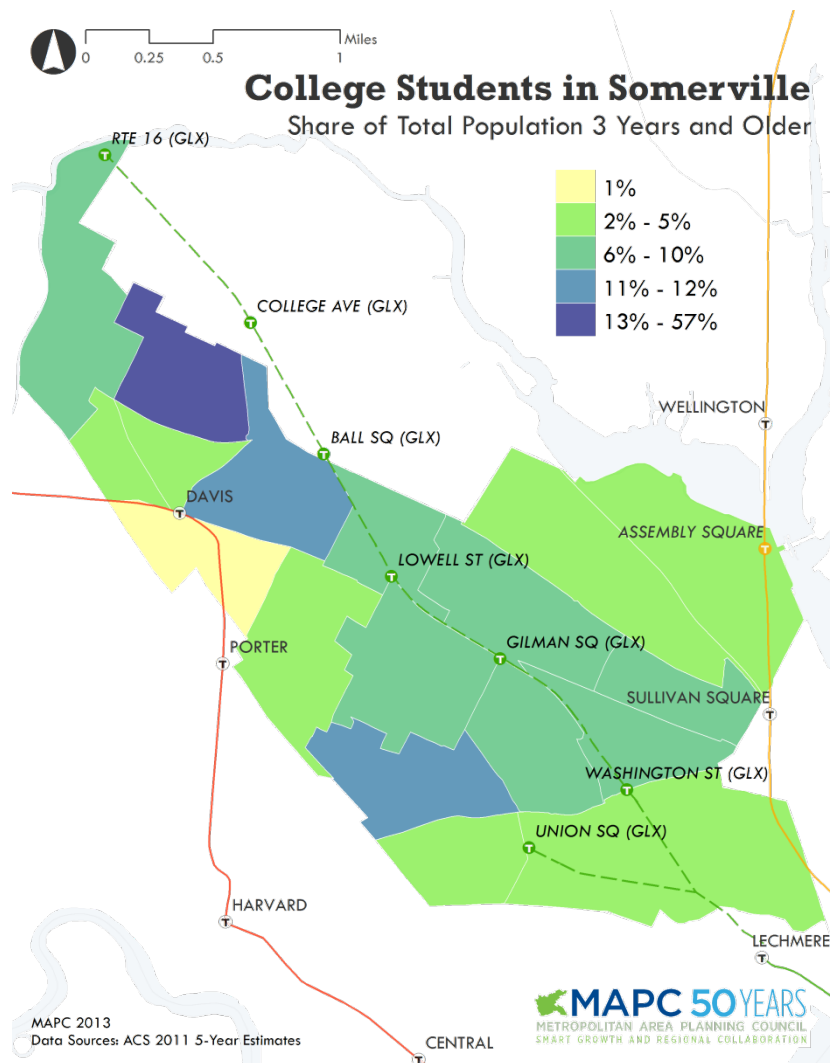 Miles
0 0.25 0.5 1
College Students in Somerville
Share of Total Population 3 Years and Older
RTE 16 (GLX)
1%
2% - 5%
6% - 10%
11% - 12%
13% - 57%
COLLEGE AVE (GLX)
WELLINGTON
BALL SQ (GLX)
DAVIS
ASSEMBLY SQUARE
LOWELL ST (GLX)
GILMAN SQ (GLX)
PORTER
SULLIVAN SQUARE
WASHINGTON ST (GLX)
UNION SQ (GLX)
HARVARD
LECHMERE
MAPC 50 YEARS
METROPOLITAN AREA PLANNING COUNCIL
SMART GROWTH AND REGIONAL COLLABORATION
MAPC 2013
Data Sources: ACS 2011 5-Year Estimates
CENTRAL